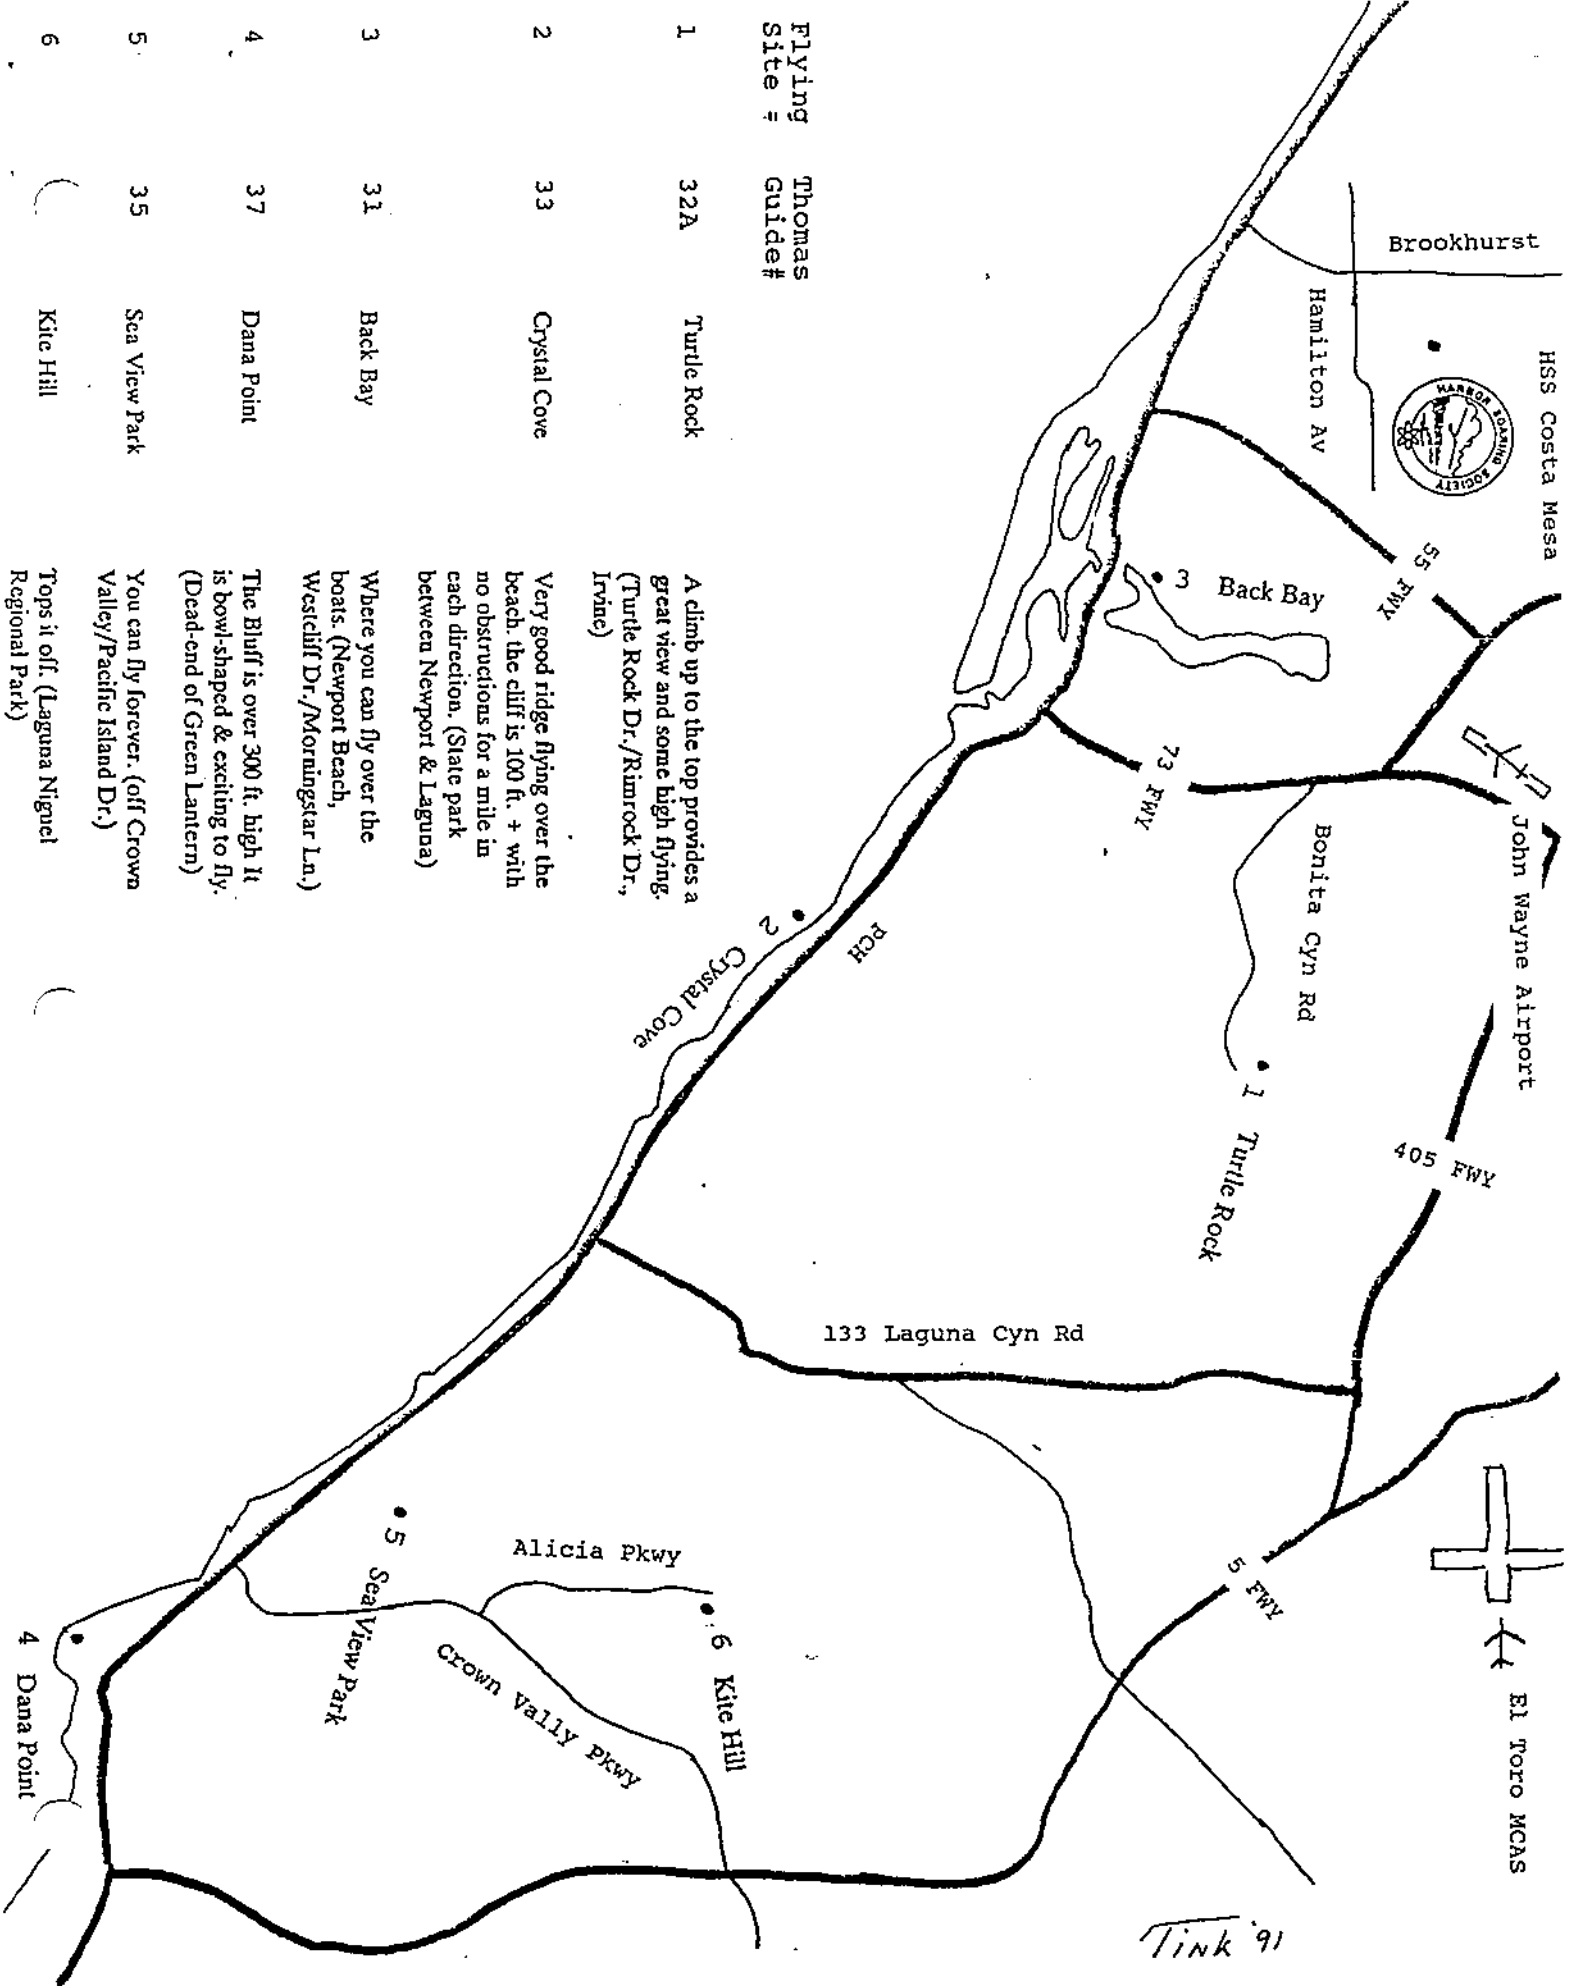 HSS Costa Mesa
HARBOR SOARING SOCIETY
Brookhurst
Hamilton Av
55 FWY
3 Back Bay
73 FWY
John Wayne Airport
Bonita Cyn Rd
1 Turtle Rock
405 FWY
PCH
2 Crystal Cove
133 Laguna Cyn Rd
El Toro MCAS
5 FWY
Alicia Pkwy
5 Sea View Park
6 Kite Hill
Crown Vally Pkwy
4 Dana Point
Tink '91
Flying Thomas
Site # Guide#
1 32A Turtle Rock A climb up to the top provides a
great view and some high flying.
(Turtle Rock Dr./Rimrock Dr.,
Irvine)
2 33 Crystal Cove Very good ridge flying over the
beach. the cliff is 100 ft. + with
no obstructions for a mile in
each direction. (State park
between Newport & Laguna)
3 31 Back Bay Where you can fly over the
boats. (Newport Beach,
Westcliff Dr./Morningstar Ln.)
4 37 Dana Point The Bluff is over 300 ft. high It
is bowl-shaped & exciting to fly.
(Dead-end of Green Lantern)
5 35 Sea View Park You can fly forever. (off Crown
Valley/Pacific Island Dr.)
6 Kite Hill Tops it off. (Laguna Niguel
Regional Park)